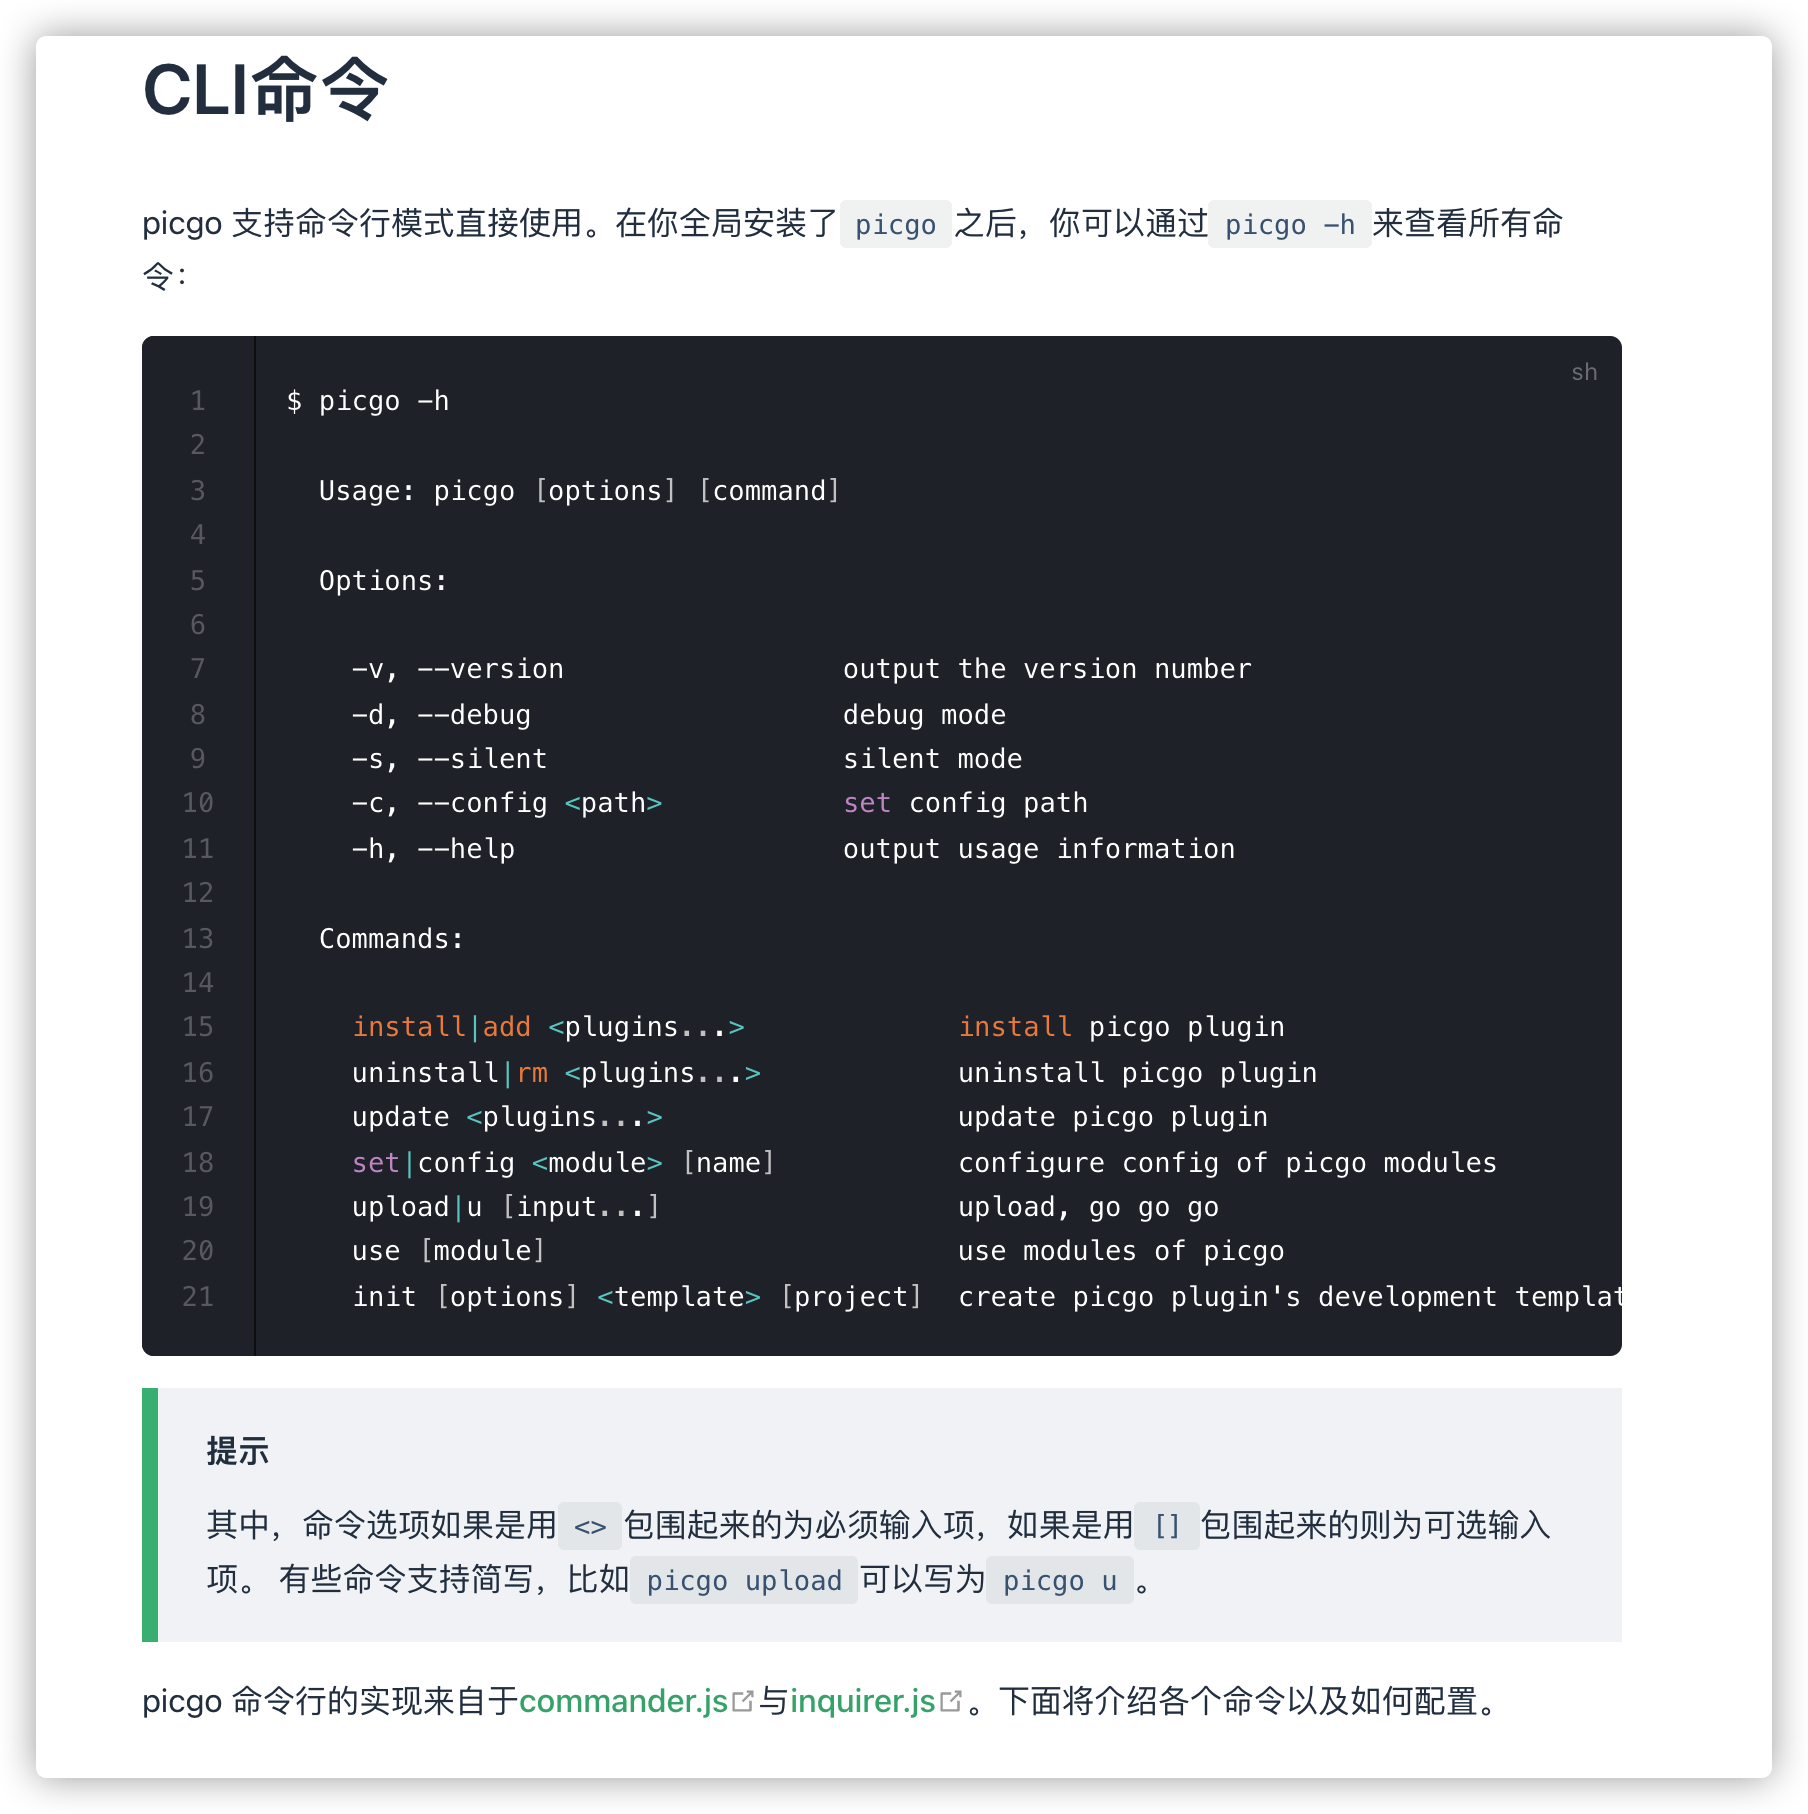 CLI命令
picgo 支持命令行模式直接使用。在你全局安装了 picgo 之后，你可以通过 picgo -h 来查看所有命
令：
sh
1 $ picgo -h
2
3 Usage: picgo [options] [command]
4
5 Options:
6
7 -v, --version output the version number
8 -d, --debug debug mode
9 -s, --silent silent mode
10 -c, --config <path> set config path
11 -h, --help output usage information
12
13 Commands:
14
15 install|add <plugins...> install picgo plugin
16 uninstall|rm <plugins...> uninstall picgo plugin
17 update <plugins...> update picgo plugin
18 set|config <module> [name] configure config of picgo modules
19 upload|u [input...] upload, go go go
20 use [module] use modules of picgo
21 init [options] <template> [project] create picgo plugin's development templat
提示
其中，命令选项如果是用 <> 包围起来的为必须输入项，如果是用 [] 包围起来的则为可选输入
项。 有些命令支持简写，比如 picgo upload 可以写为 picgo u 。
picgo 命令行的实现来自于commander.js与inquirer.js。下面将介绍各个命令以及如何配置。